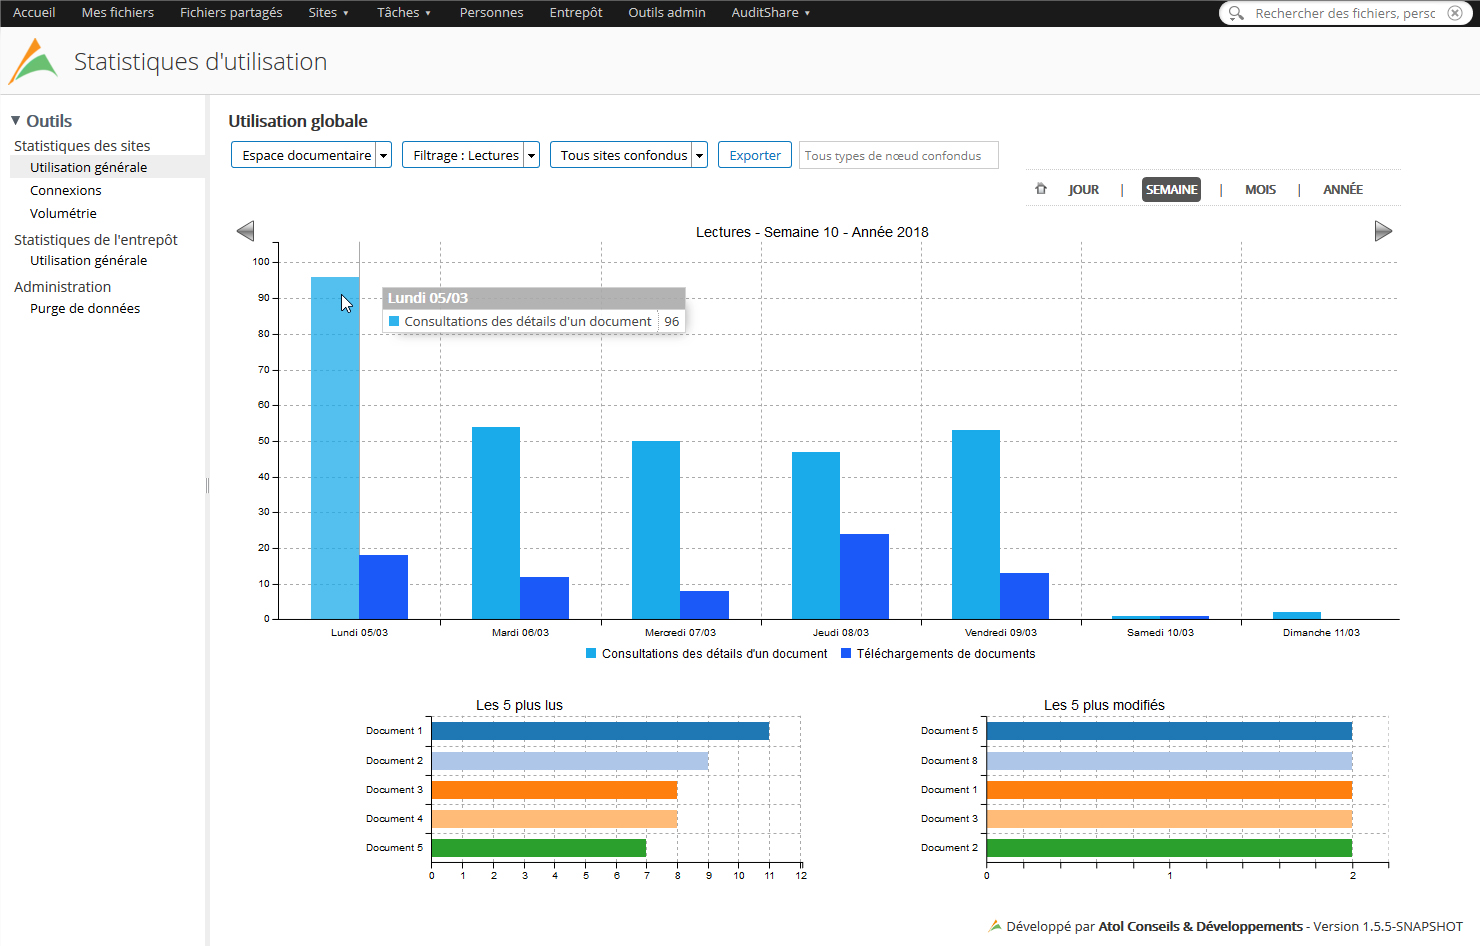 Accueil Mes fichiers Fichiers partagés Sites Tâches Personnes Entrepôt Outils admin AuditShare
Statistiques d'utilisation
Outils
Statistiques des sites
Utilisation générale
Connexions
Volumétrie
Statistiques de l'entrepôt
Utilisation générale
Administration
Purge de données
Utilisation globale
Espace documentaire Filtrage : Lectures Tous sites confondus Exporter Tous types de nœud confondus
JOUR | SEMAINE | MOIS | ANNÉE
Lectures - Semaine 10 - Année 2018
100
90
80
70
60
50
40
30
20
10
0
Lundi 05/03
Consultations des détails d'un document 96
Lundi 05/03 Mardi 06/03 Mercredi 07/03 Jeudi 08/03 Vendredi 09/03 Samedi 10/03 Dimanche 11/03
Consultations des détails d'un document Téléchargements de documents
Les 5 plus lus
Document 1
Document 2
Document 3
Document 4
Document 5
0 1 2 3 4 5 6 7 8 9 10 11 12
Les 5 plus modifiés
Document 5
Document 8
Document 1
Document 3
Document 2
0 1 2
Développé par Atol Conseils & Développements - Version 1.5.5-SNAPSHOT
Rechercher des fichiers,